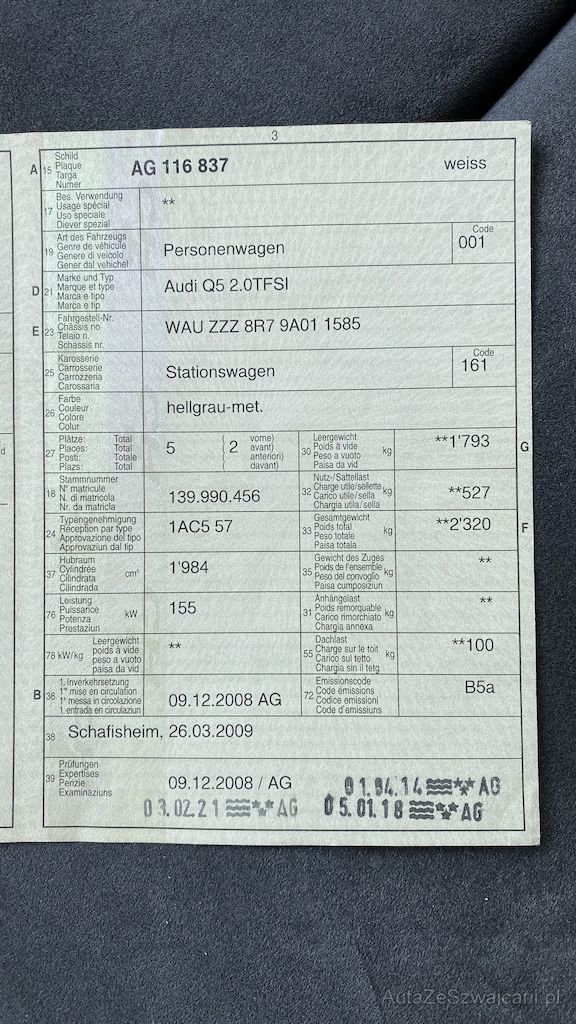 3
A 15 Schild Plaque Targa Numer AG 116 837 weiss
17 Bes. Verwendung Usage spécial Uso speciale Diever spezial **
19 Art des Fahrzeugs Genre de véhicule Genere di veicolo Gener dal vehichel Personenwagen Code 001
D 21 Marke und Typ Marque et type Marca e tipo Marca e tip Audi Q5 2.0TFSI
E 23 Fahrgestell-Nr. Châssis no Telaio n. Schassis nr. WAU ZZZ 8R7 9A01 1585
25 Karosserie Carrosserie Carrozzeria Carossaria Stationswagen Code 161
26 Farbe Couleur Colore Colur hellgrau-met.
27 Plätze: Total Places: Total Posti: Totale Plazs: Total 5 ( 2 vorne) avant) anteriori) davant) 30 Leergewicht Poids à vide Peso a vuoto Paisa da vid kg **1'793 G
18 Stammnummer N° matricule N. di matricola Nr. da matricla 139.990.456 32 Nutz-/Sattellast Charge utile/sellette Carico utile/sella Chargia utila/sella kg **527
24 Typengenehmigung Réception par type Approvazione del tipo Approvaziun dal tip 1AC5 57 33 Gesamtgewicht Poids total Peso totale Paisa totala kg **2'320 F
37 Hubraum Cylindrée Cilindrata Cilindrada cm³ 1'984 35 Gewicht des Zuges Poids de l'ensemble Peso del convoglio Paisa cumposiziun kg **
76 Leistung Puissance Potenza Prestaziun kW 155 31 Anhängelast Poids remorquable Carico rimorchiato Chargia annexa kg **
78 kW/kg Leergewicht poids à vide peso a vuoto paisa da vid ** 55 Dachlast Charge sur le toit Carico sul tetto Chargia sin il tetg kg **100
B 36 1. Inverkehrsetzung 1re mise en circulation 1a messa in circolazione 1. entrada en circulaziun 09.12.2008 AG 72 Emissionscode Code émissions Codice emissioni Code d'emissiuns B5a
38 Schafisheim, 26.03.2009
39 Prüfungen Expertises Perizie Examinaziuns 09.12.2008 / AG 01.04.14 AG
03.02.21 AG 05.01.18 AG
AutaZeSzwajcarii.pl